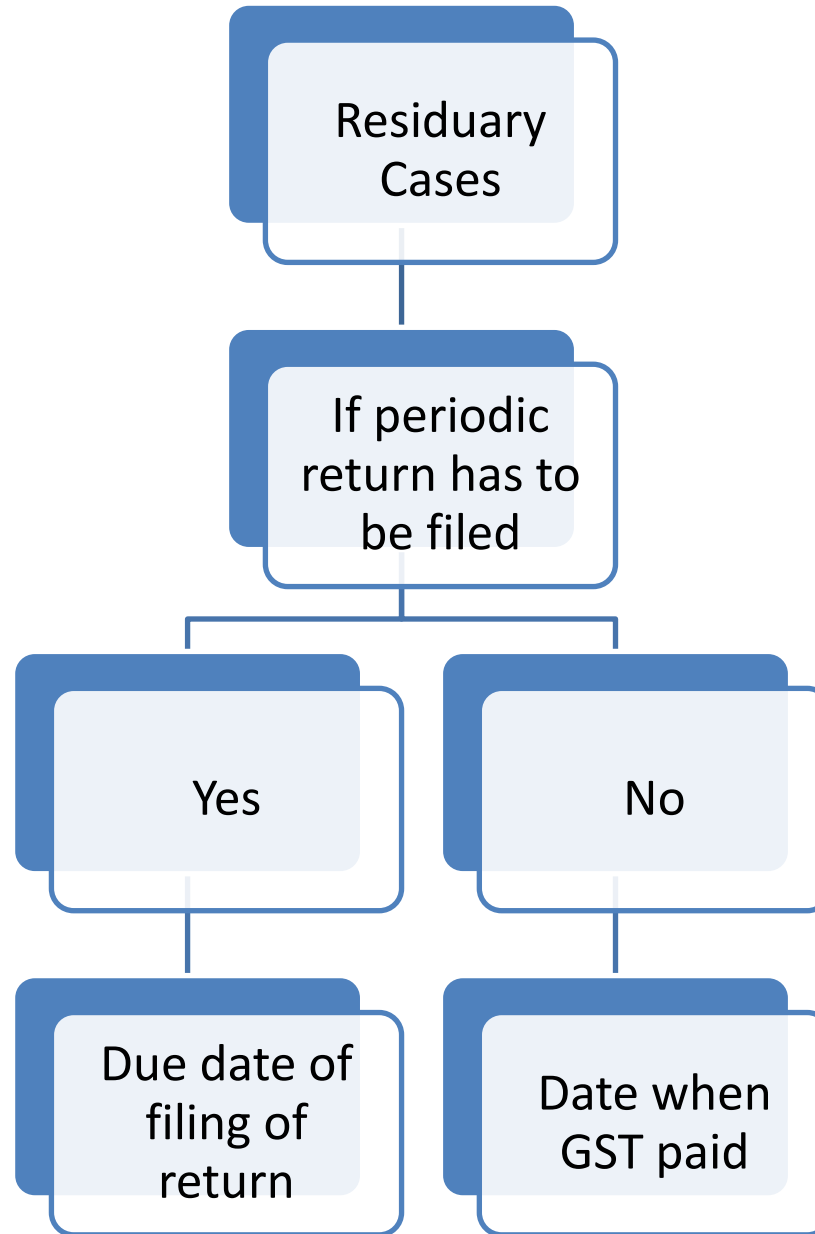 Residuary
Cases
If periodic
return has to
be filed
Yes
No
Due date of
filing of
return
Date when
GST paid